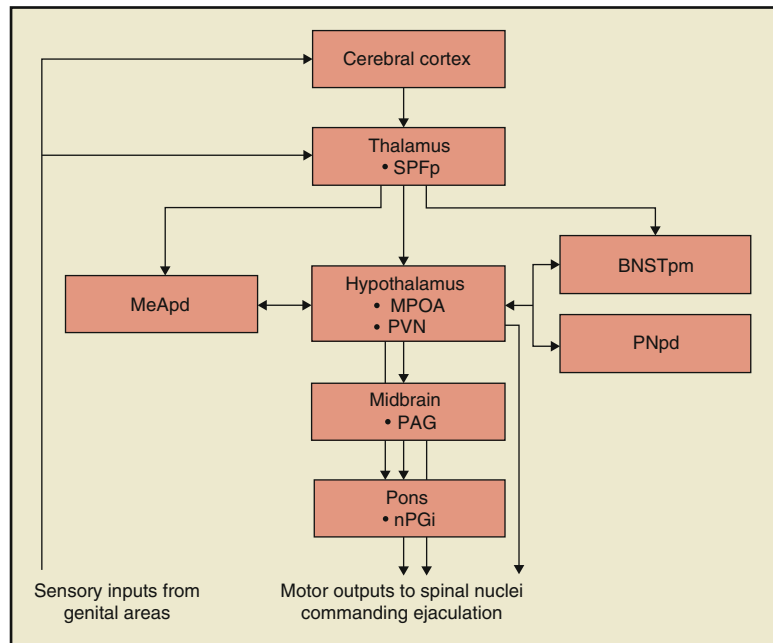 Cerebral cortex
Thalamus
• SPFp
BNSTpm
MeApd
Hypothalamus
• MPOA
• PVN
PNpd
Midbrain
• PAG
Pons
• nPGi
Sensory inputs from
genital areas
Motor outputs to spinal nuclei
commanding ejaculation